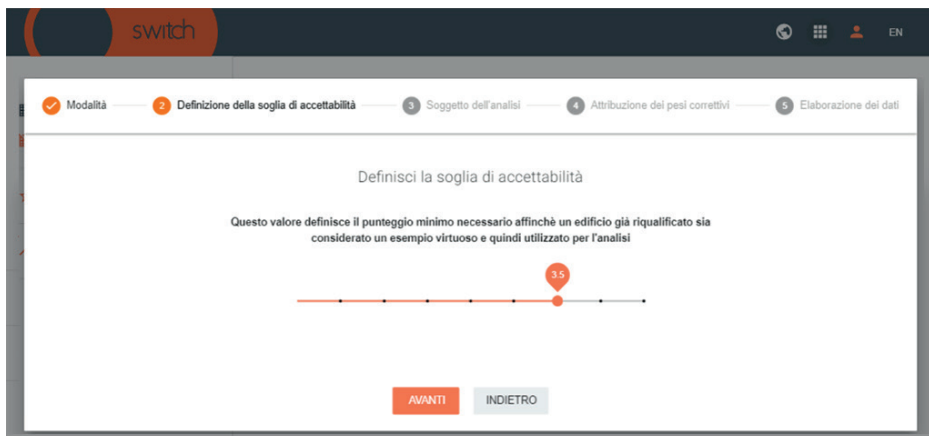 switch
EN
Modalità
2 Definizione della soglia di accettabilità
3 Soggetto dell'analisi
4 Attribuzione dei pesi correttivi
5 Elaborazione dei dati
Definisci la soglia di accettabilità
Questo valore definisce il punteggio minimo necessario affinchè un edificio già riqualificato sia
considerato un esempio virtuoso e quindi utilizzato per l'analisi
3.5
AVANTI
INDIETRO